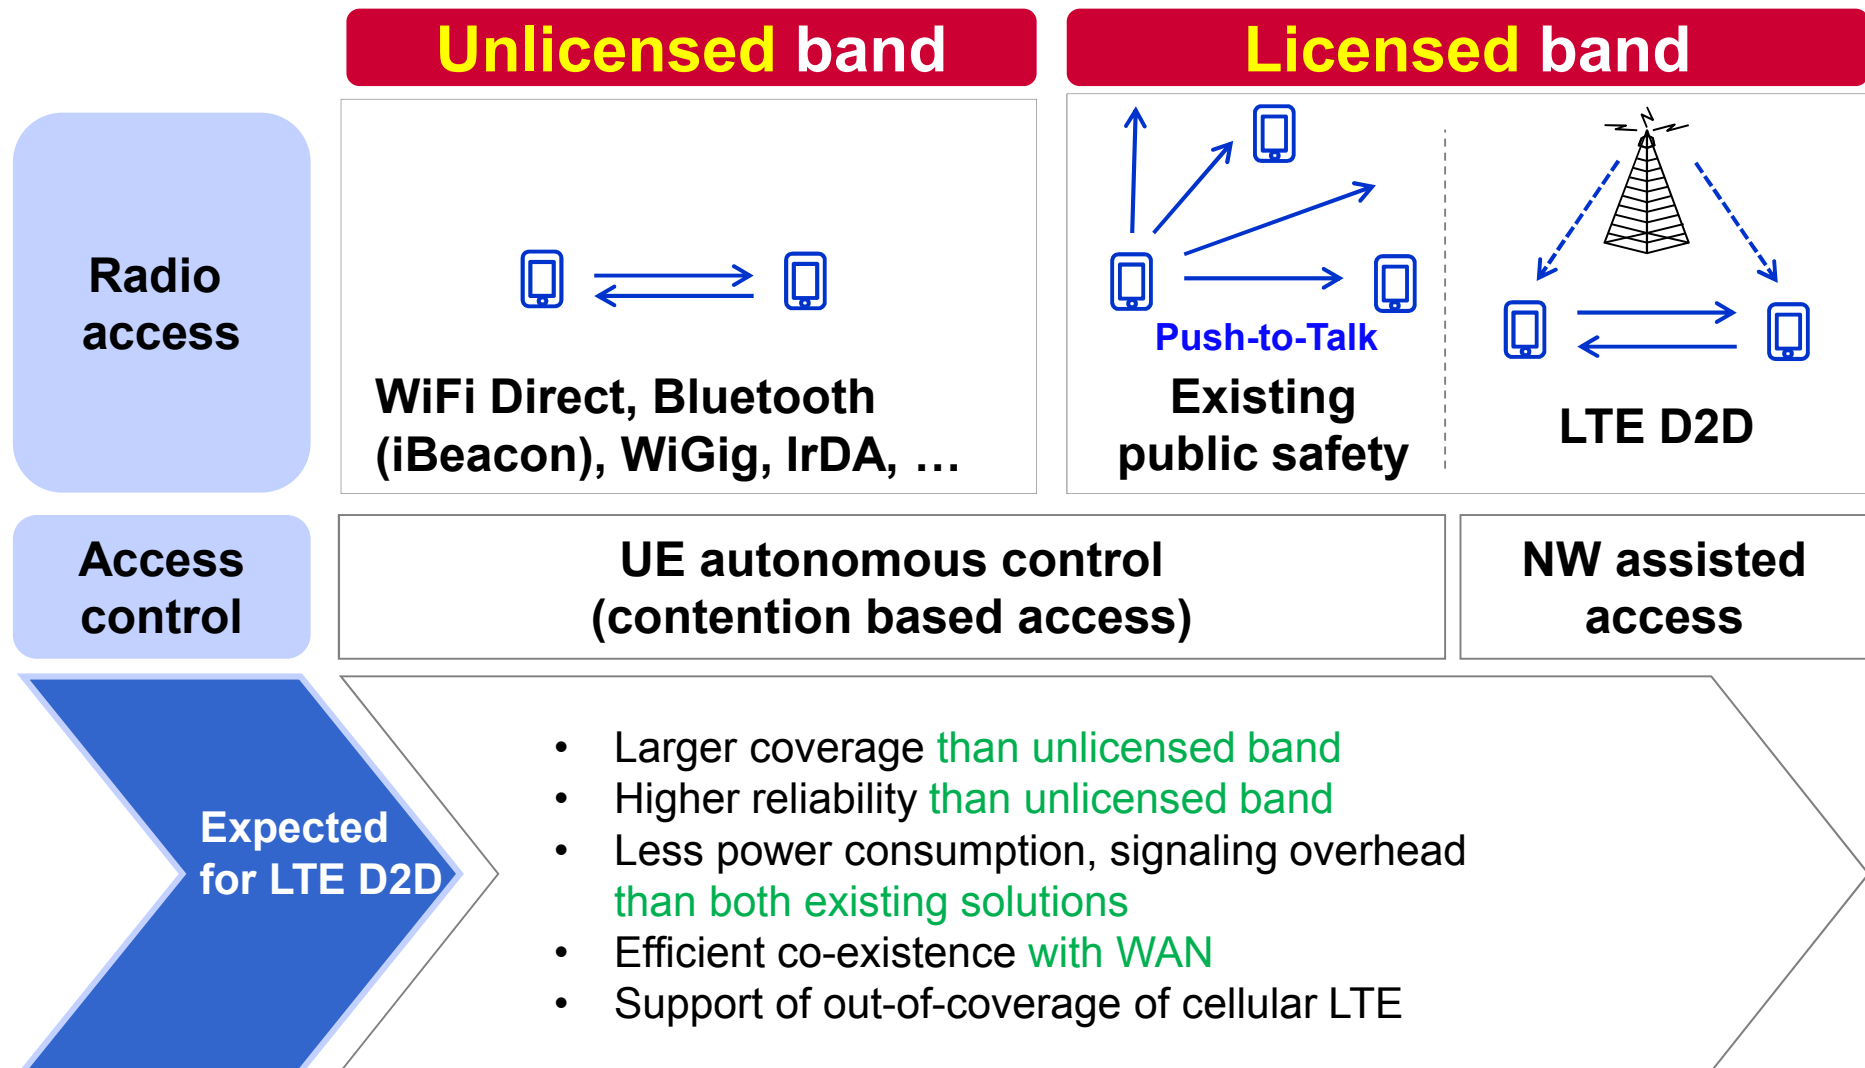 Unlicensed band
Licensed band
Radio
access
Push-to-Talk
WiFi Direct, Bluetooth
(iBeacon), WiGig, IrDA, …
Existing
public safety
LTE D2D
Access
control
UE autonomous control
(contention based access)
NW assisted
access
Expected
for LTE D2D
• Larger coverage than unlicensed band
• Higher reliability than unlicensed band
• Less power consumption, signaling overhead
than both existing solutions
• Efficient co-existence with WAN
• Support of out-of-coverage of cellular LTE